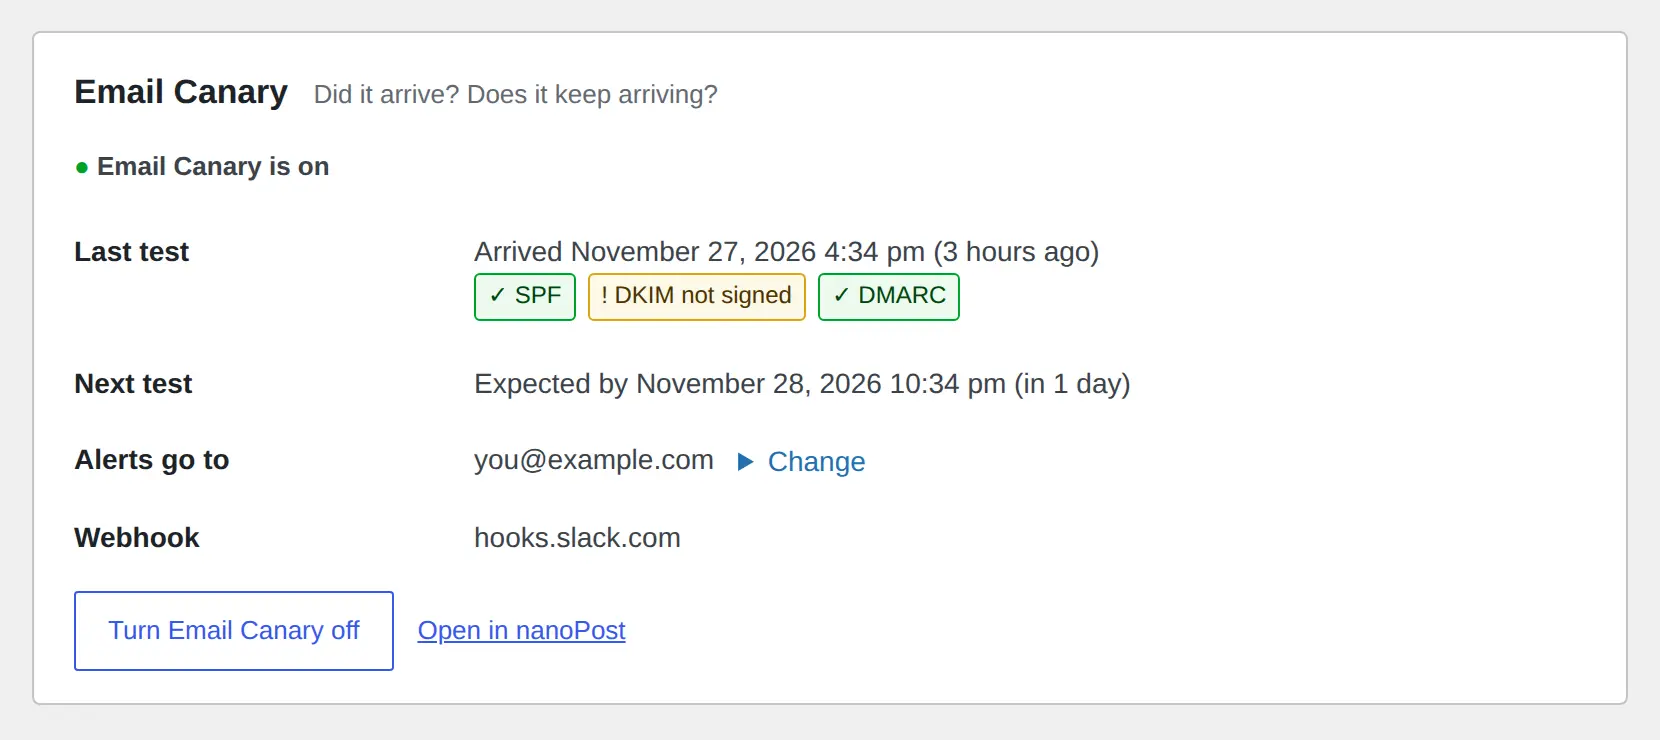 Email Canary Did it arrive? Does it keep arriving?
● Email Canary is on
Last test Arrived November 27, 2026 4:34 pm (3 hours ago)
✓ SPF ! DKIM not signed ✓ DMARC
Next test Expected by November 28, 2026 10:34 pm (in 1 day)
Alerts go to you@example.com ▶ Change
Webhook hooks.slack.com
Turn Email Canary off Open in nanoPost